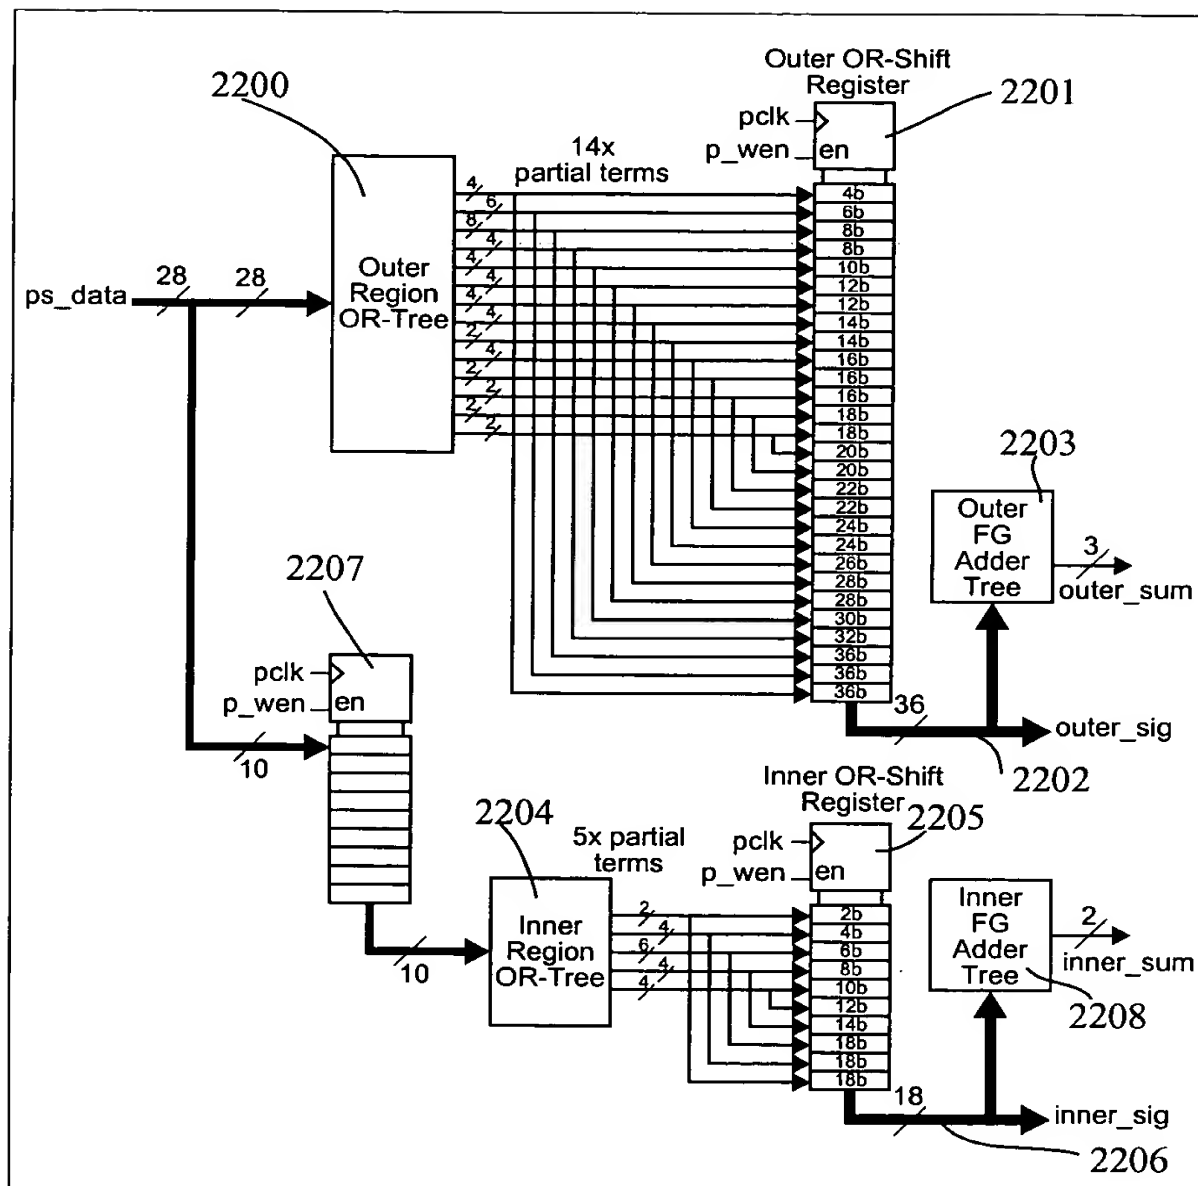 Outer OR-Shift
Register
2200
2201
pclk
p_wen
en
14x
partial terms
4
6
8
4
4
4
4
4
2
4
2
2
2
2
Outer
Region
OR-Tree
ps_data
28
28
4b
6b
8b
8b
10b
12b
12b
14b
14b
16b
16b
16b
18b
18b
20b
20b
22b
22b
24b
24b
26b
28b
28b
30b
32b
36b
36b
36b
2203
Outer
FG
Adder
Tree
3
outer_sum
36
outer_sig
2202
2207
pclk
p_wen
en
10
10
2204
Inner
Region
OR-Tree
5x partial
terms
2
4
6
4
4
Inner OR-Shift
Register
2205
pclk
p_wen
en
2b
4b
6b
8b
10b
12b
14b
18b
18b
18b
Inner
FG
Adder
Tree
2
inner_sum
2208
18
inner_sig
2206